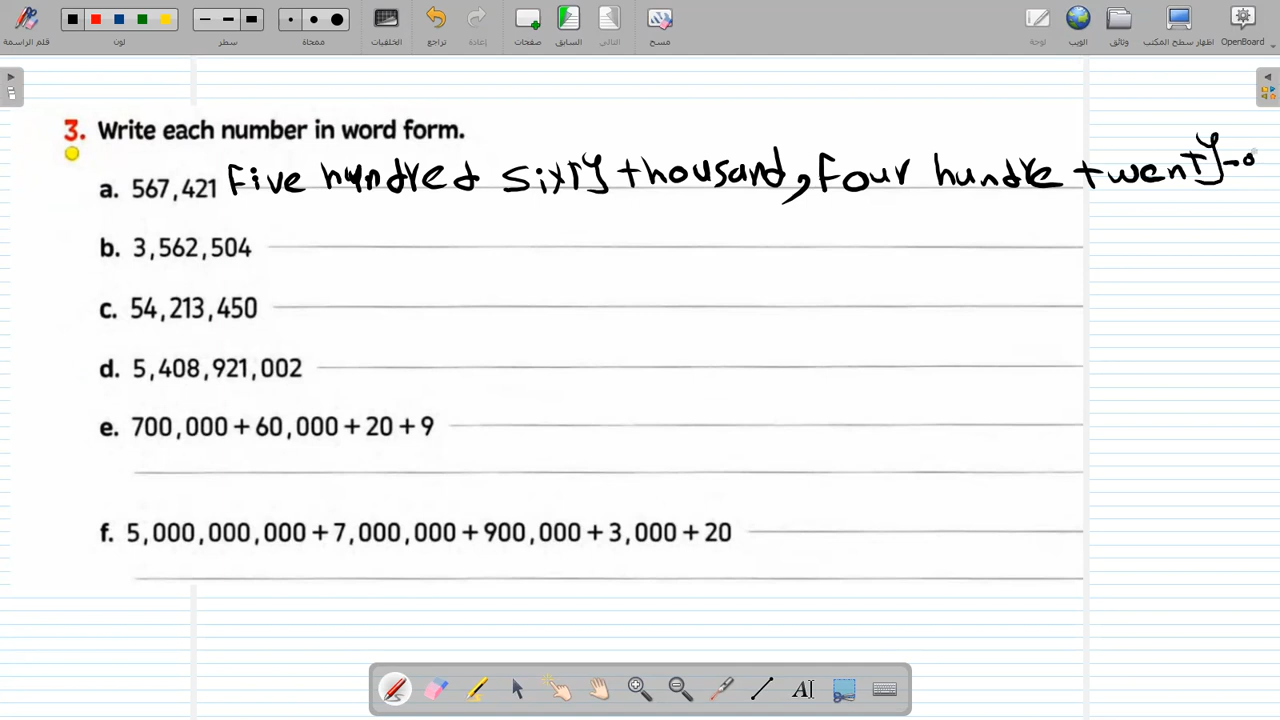 قلم الراسمة
لون
سطر
ممحاة
الخلفيات
تراجع
إعادة
صفحات
السابق
التالي
مسح
لوحة
الويب
وثائق
اظهار سطح المكتب
OpenBoard
3. Write each number in word form.
a. 567,421 Five hundred sixty thousand, Four hundre twenty-o
b. 3,562,504
c. 54,213,450
d. 5,408,921,002
e. 700,000 + 60,000 + 20 + 9
f. 5,000,000,000 + 7,000,000 + 900,000 + 3,000 + 20